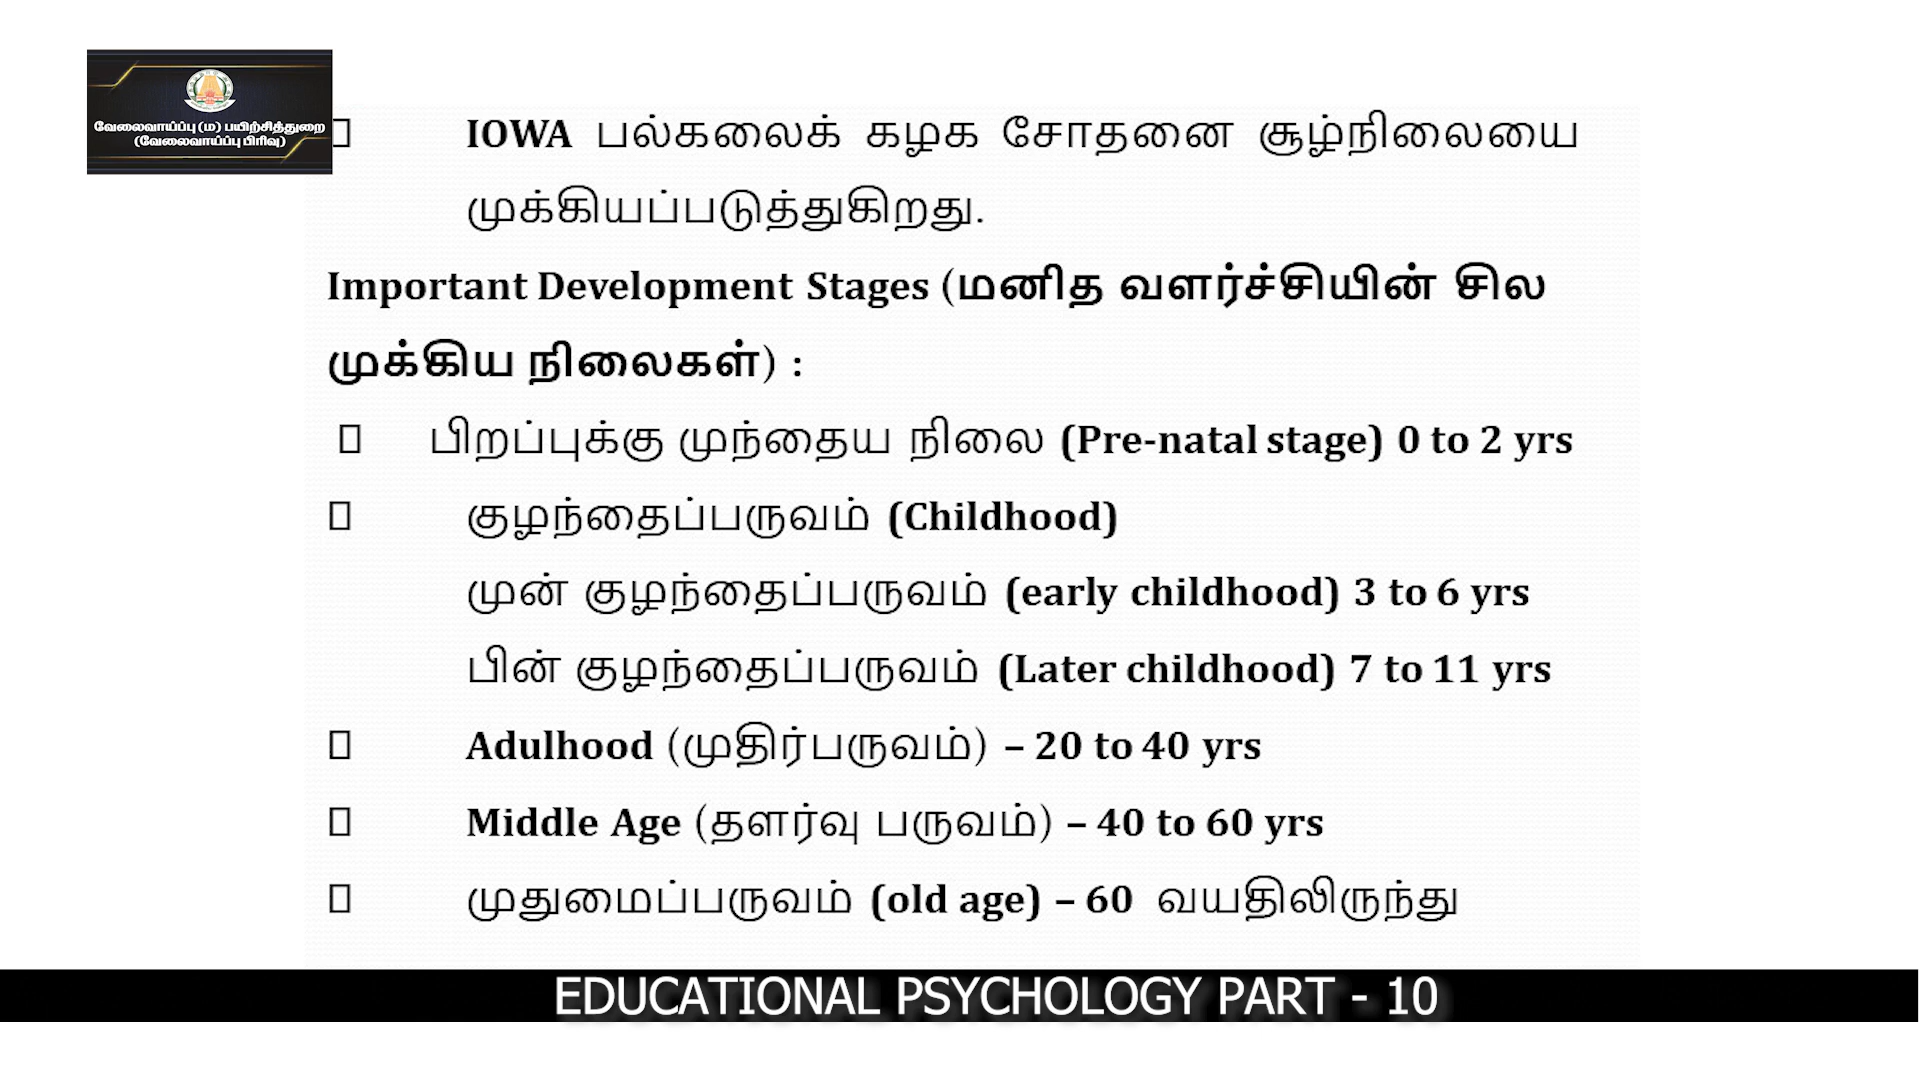 வேலைவாய்ப்பு (ம) பயிற்சித்துறை
(வேலைவாய்ப்பு பிரிவு)
IOWA பல்கலைக் கழக சோதனை சூழ்நிலையை
முக்கியப்படுத்துகிறது.
Important Development Stages (மனித வளர்ச்சியின் சில
முக்கிய நிலைகள்) :
பிறப்புக்கு முந்தைய நிலை (Pre-natal stage) 0 to 2 yrs
குழந்தைப்பருவம் (Childhood)
முன் குழந்தைப்பருவம் (early childhood) 3 to 6 yrs
பின் குழந்தைப்பருவம் (Later childhood) 7 to 11 yrs
Adulhood (முதிர்பருவம்) – 20 to 40 yrs
Middle Age (தளர்வு பருவம்) – 40 to 60 yrs
முதுமைப்பருவம் (old age) – 60 வயதிலிருந்து
EDUCATIONAL PSYCHOLOGY PART - 10